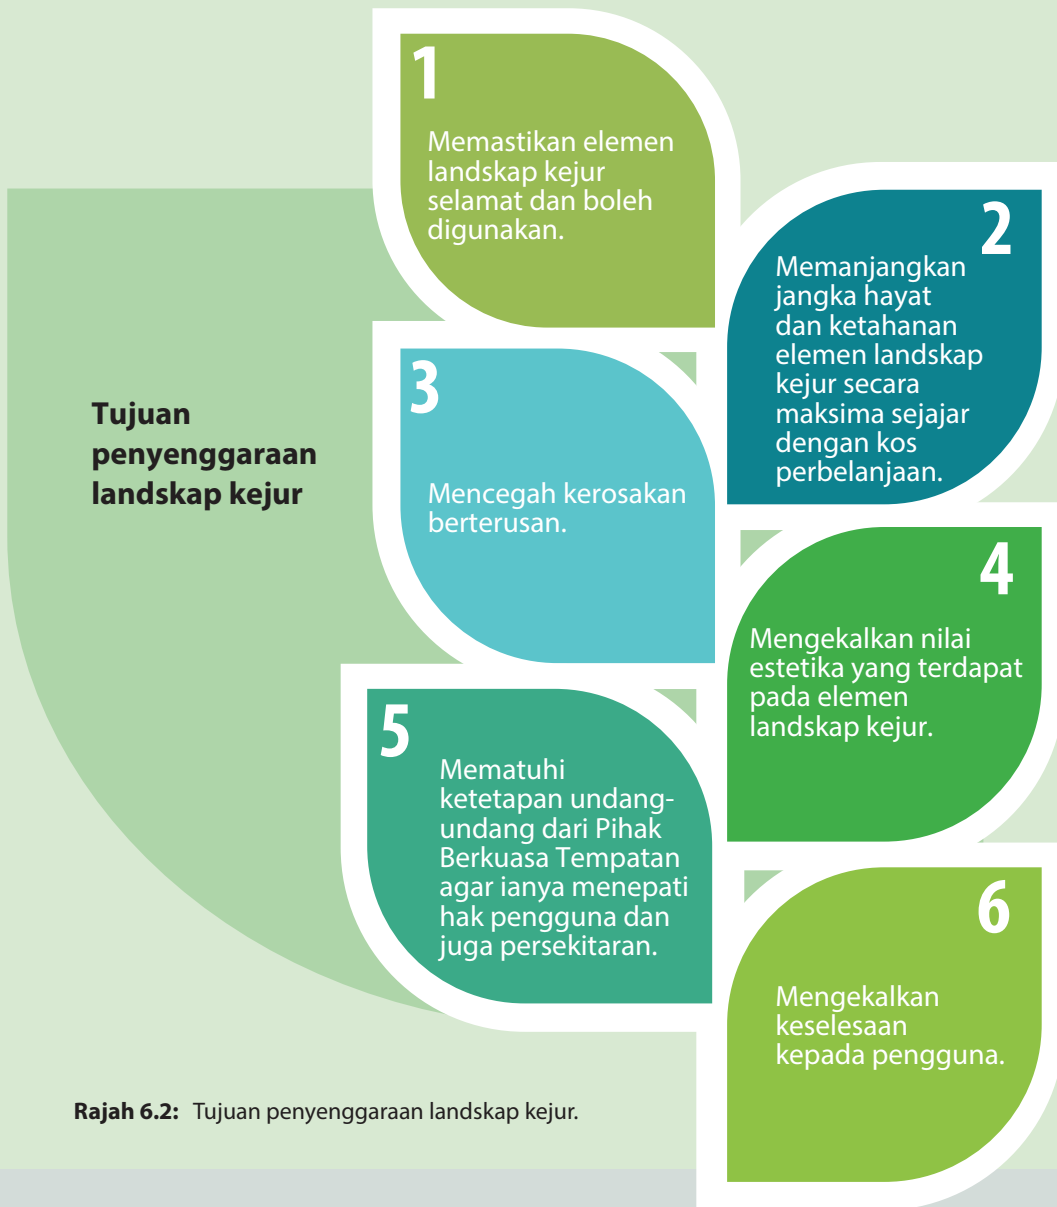 Tujuan
penyenggaraan
landskap kejur
1
Memastikan elemen
landskap kejur
selamat dan boleh
digunakan.
2
Memanjangkan
jangka hayat
dan ketahanan
elemen landskap
kejur secara
maksima sejajar
dengan kos
perbelanjaan.
3
Mencegah kerosakan
berterusan.
4
Mengekalkan nilai
estetika yang terdapat
pada elemen
landskap kejur.
5
Mematuhi
ketetapan undang-
undang dari Pihak
Berkuasa Tempatan
agar ianya menepati
hak pengguna dan
juga persekitaran.
6
Mengekalkan
keselesaan
kepada pengguna.
Rajah 6.2: Tujuan penyenggaraan landskap kejur.